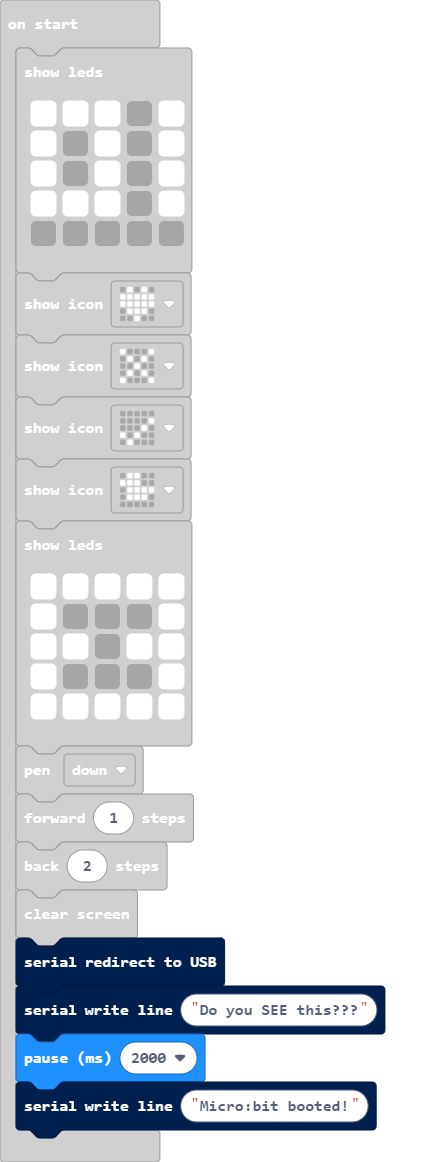 on start
show leds
show icon
show icon
show icon
show icon
show leds
pen down
forward 1 steps
back 2 steps
clear screen
serial redirect to USB
serial write line "Do you SEE this???"
pause (ms) 2000
serial write line "Micro:bit booted!"